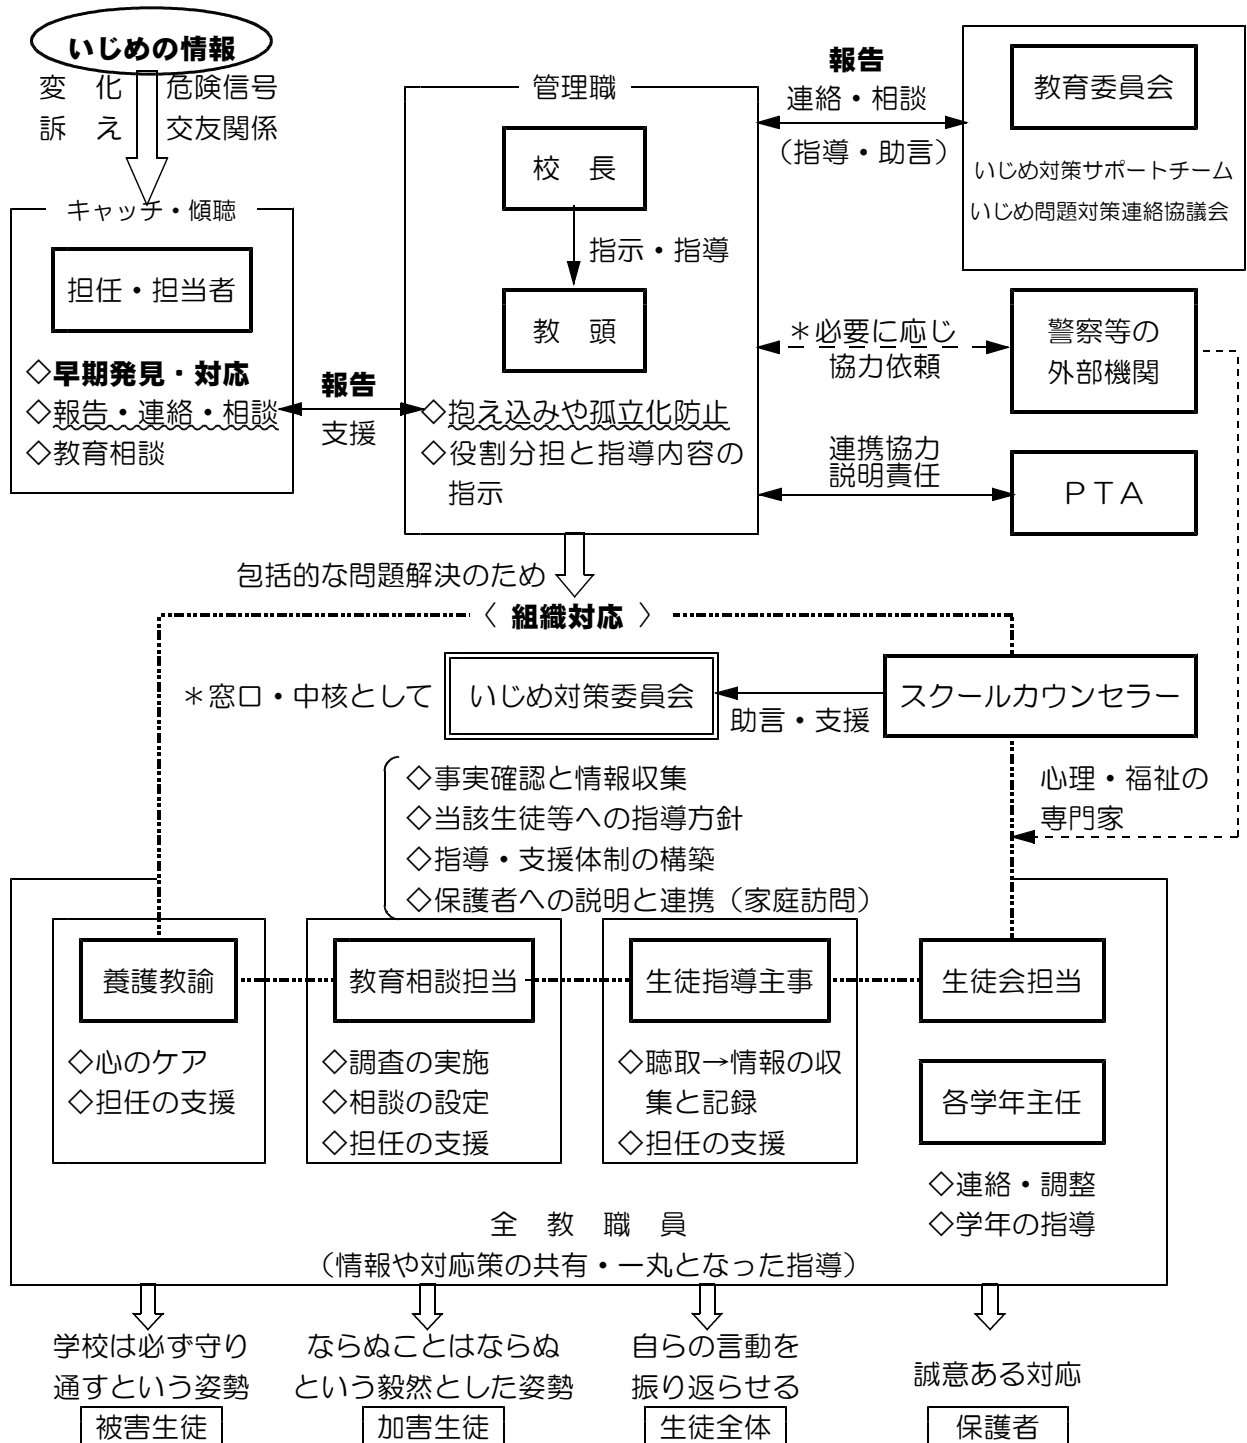 いじめの情報
変　化　危険信号
訴　え　交友関係
キャッチ・傾聴
担任・担当者
◇早期発見・対応
◇報告・連絡・相談
◇教育相談
報告
支援
管理職
校　長
指示・指導
教　頭
◇抱え込みや孤立化防止
◇役割分担と指導内容の
指示
報告
連絡・相談
（指導・助言）
教育委員会
いじめ対策サポートチーム
いじめ問題対策連絡協議会
＊必要に応じ
協力依頼
警察等の
外部機関
連携協力
説明責任
ＰＴＡ
包括的な問題解決のため
〈 組織対応 〉
＊窓口・中核として
いじめ対策委員会
助言・支援
スクールカウンセラー
心理・福祉の
専門家
◇事実確認と情報収集
◇当該生徒等への指導方針
◇指導・支援体制の構築
◇保護者への説明と連携（家庭訪問）
養護教諭
◇心のケア
◇担任の支援
教育相談担当
◇調査の実施
◇相談の設定
◇担任の支援
生徒指導主事
◇聴取→情報の収
集と記録
◇担任の支援
生徒会担当
各学年主任
◇連絡・調整
◇学年の指導
全　教　職　員
（情報や対応策の共有・一丸となった指導）
学校は必ず守り
通すという姿勢
被害生徒
ならぬことはならぬ
という毅然とした姿勢
加害生徒
自らの言動を
振り返らせる
生徒全体
誠意ある対応
保護者